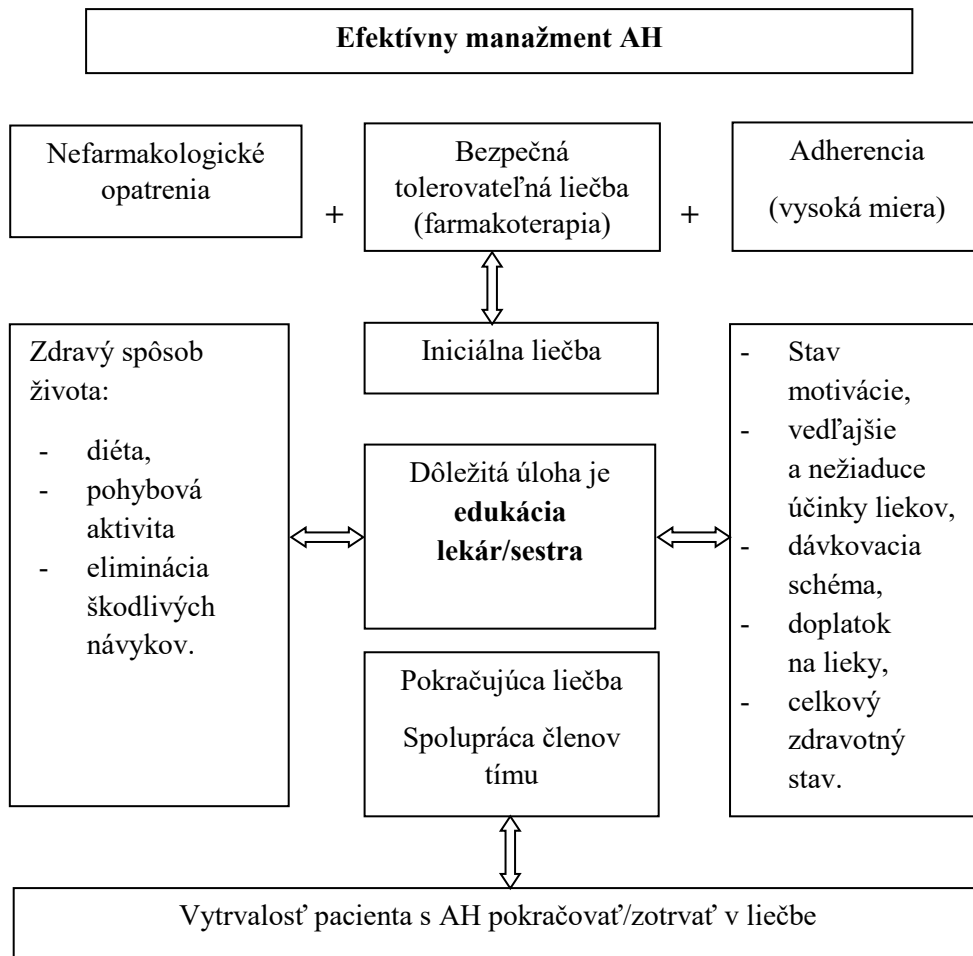 Efektívny manažment AH
Nefarmakologické
opatrenia
+
Bezpečná
tolerovateľná liečba
(farmakoterapia)
+
Adherencia
(vysoká miera)
Iniciálna liečba
Zdravý spôsob
života:
- diéta,
- pohybová
aktivita
- eliminácia
škodlivých
návykov.
Dôležitá úloha je
edukácia
lekár/sestra
- Stav
motivácie,
- vedľajšie
a nežiaduce
účinky liekov,
- dávkovacia
schéma,
- doplatok
na lieky,
- celkový
zdravotný
stav.
Pokračujúca liečba
Spolupráca členov
tímu
Vytrvalosť pacienta s AH pokračovať/zotrvať v liečbe